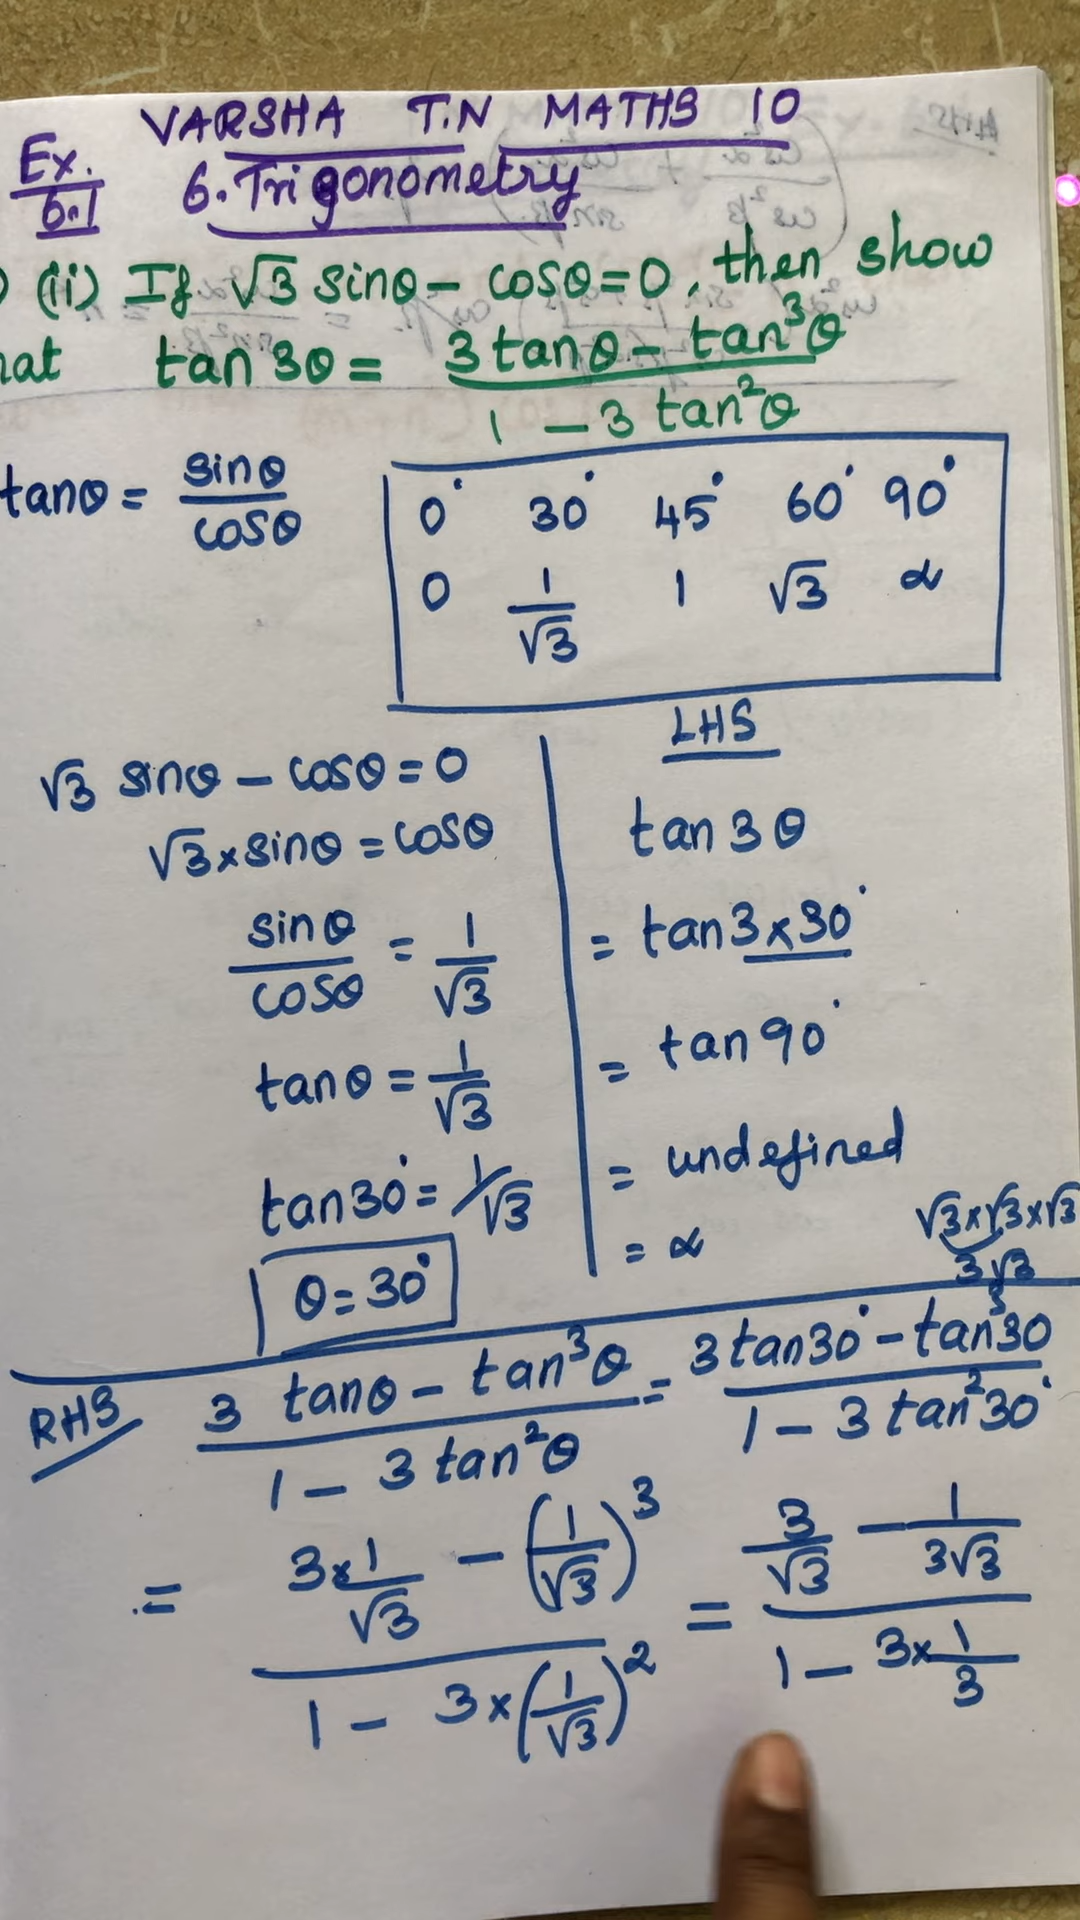 VARSHA T.N MATHS 10
Ex. 6.1
6. Trigonometry
(ii) If √3 sinθ – cosθ = 0, then show
hat tan 3θ = (3 tanθ – tan³θ)/(1 – 3 tan²θ)
tanθ = sinθ/cosθ
0° 30° 45° 60° 90°
0 1/√3 1 √3 α
√3 sinθ – cosθ = 0
√3 × sinθ = cosθ
sinθ/cosθ = 1/√3
tanθ = 1/√3
tan30° = 1/√3
θ = 30°
LHS
tan 3θ
= tan 3 × 30°
= tan 90°
= undefined
= α
√3 × √3 × √3
3√3
RHS (3 tanθ – tan³θ)/(1 – 3 tan²θ) = (3 tan30° – tan³30)/(1 – 3 tan²30°)
= (3 × 1/√3 – (1/√3)³)/(1 – 3 × (1/√3)²) = (3/√3 – 1/3√3)/(1 – 3 × 1/3)